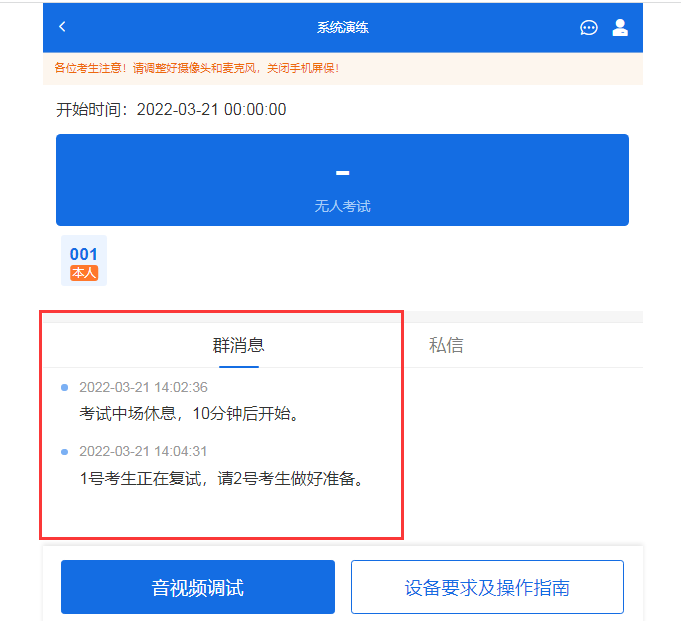 系统演练
各位考生注意！请调整好摄像头和麦克风，关闭手机屏保！
开始时间：2022-03-21 00:00:00
-
无人考试
001
本人
群消息 私信
2022-03-21 14:02:36
考试中场休息，10分钟后开始。
2022-03-21 14:04:31
1号考生正在复试，请2号考生做好准备。
音视频调试 设备要求及操作指南